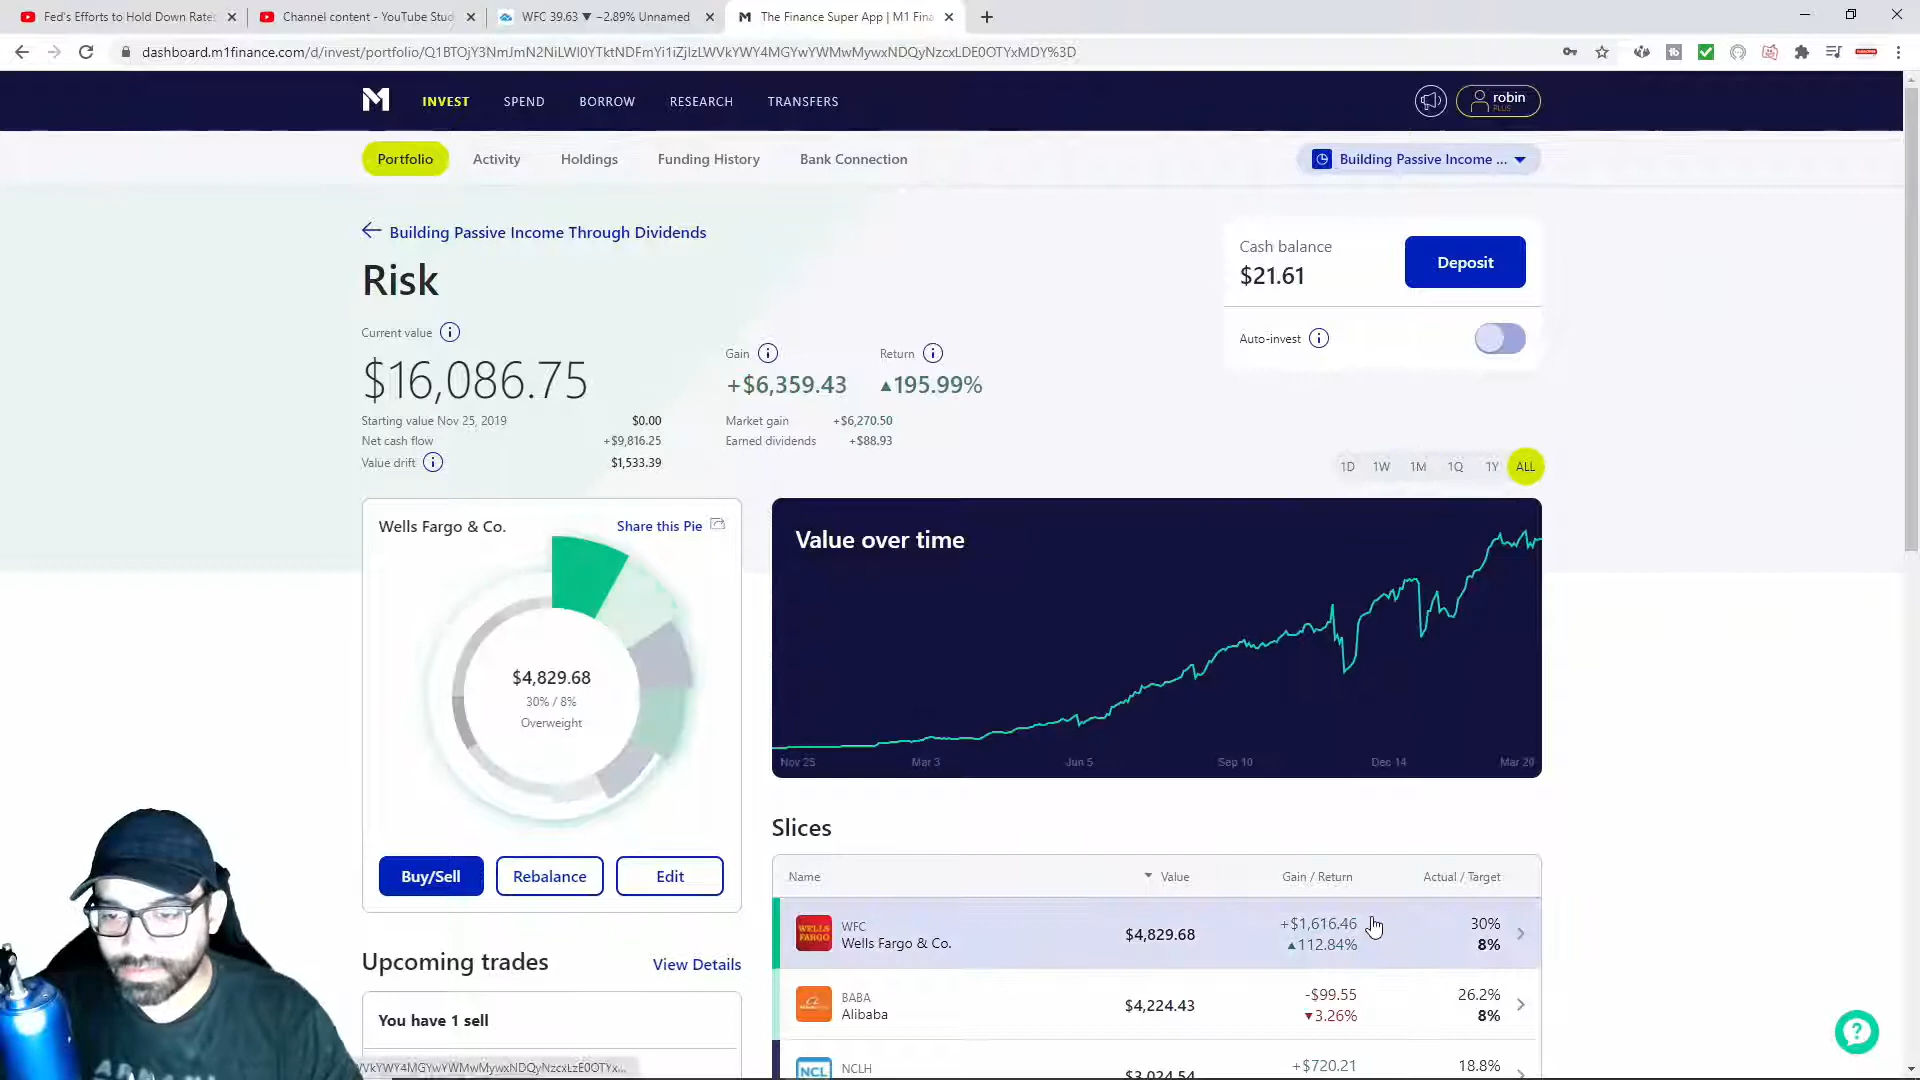 Fed's Efforts to Hold Down Rate
Channel content - YouTube Stud
WFC 39.63 ▼ −2.89% Unnamed
The Finance Super App | M1 Fina
dashboard.m1finance.com/d/invest/portfolio/
INVEST SPEND BORROW RESEARCH TRANSFERS
robin
PLUS
Portfolio Activity Holdings Funding History Bank Connection
Building Passive Income ...
Building Passive Income Through Dividends
Risk
Cash balance
$21.61
Deposit
Auto-invest
Current value
$16,086.75
Gain
+$6,359.43
Return
▲195.99%
Starting value Nov 25, 2019 $0.00
Net cash flow +$9,816.25
Value drift $1,533.39
Market gain +$6,270.50
Earned dividends +$88.93
1D 1W 1M 1Q 1Y ALL
Wells Fargo & Co.
Share this Pie
$4,829.68
30% / 8%
Overweight
Buy/Sell Rebalance Edit
Value over time
Nov 25 Mar 3 Jun 5 Sep 10 Dec 14 Mar 20
Slices
Name Value Gain / Return Actual / Target
WELLS
FARGO
WFC
Wells Fargo & Co.
$4,829.68
+$1,616.46
▲112.84%
30%
8%
BABA
Alibaba
$4,224.43
-$99.55
▼3.26%
26.2%
8%
NCL
NCLH
$3,024.54
+$720.21
18.8%
Upcoming trades
View Details
You have 1 sell